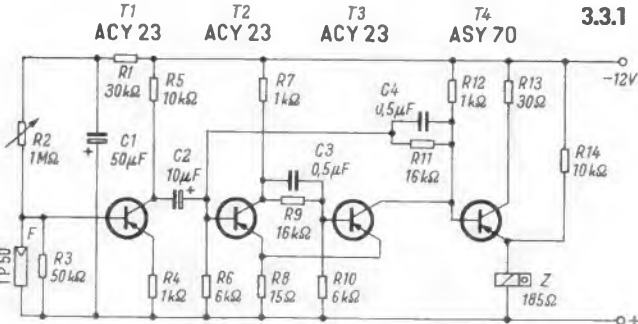 T1 T2 T3 T4 3.3.1
ACY 23 ACY 23 ACY 23 ASY 70
−12V
R1
30kΩ
R5
10kΩ
R7
1kΩ
C4
0,5µF
R12
1kΩ
R13
30Ω
R2
1MΩ
C1
50µF
+
C2
10µF
+
C3
0,5µF
R11
16kΩ
R14
10kΩ
R9
16kΩ
TP 50
F
R3
50kΩ
R4
1kΩ
R6
6kΩ
R8
15Ω
R10
6kΩ
Z
185Ω
+